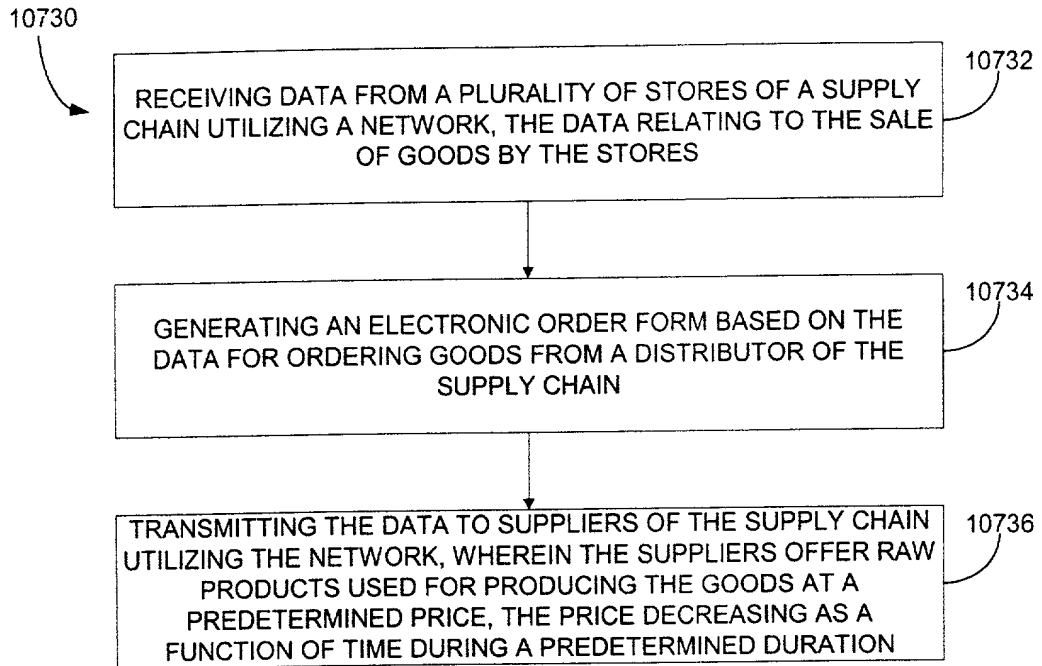 10730
10732
RECEIVING DATA FROM A PLURALITY OF STORES OF A SUPPLY
CHAIN UTILIZING A NETWORK, THE DATA RELATING TO THE SALE
OF GOODS BY THE STORES
10734
GENERATING AN ELECTRONIC ORDER FORM BASED ON THE
DATA FOR ORDERING GOODS FROM A DISTRIBUTOR OF THE
SUPPLY CHAIN
10736
TRANSMITTING THE DATA TO SUPPLIERS OF THE SUPPLY CHAIN
UTILIZING THE NETWORK, WHEREIN THE SUPPLIERS OFFER RAW
PRODUCTS USED FOR PRODUCING THE GOODS AT A
PREDETERMINED PRICE, THE PRICE DECREASING AS A
FUNCTION OF TIME DURING A PREDETERMINED DURATION